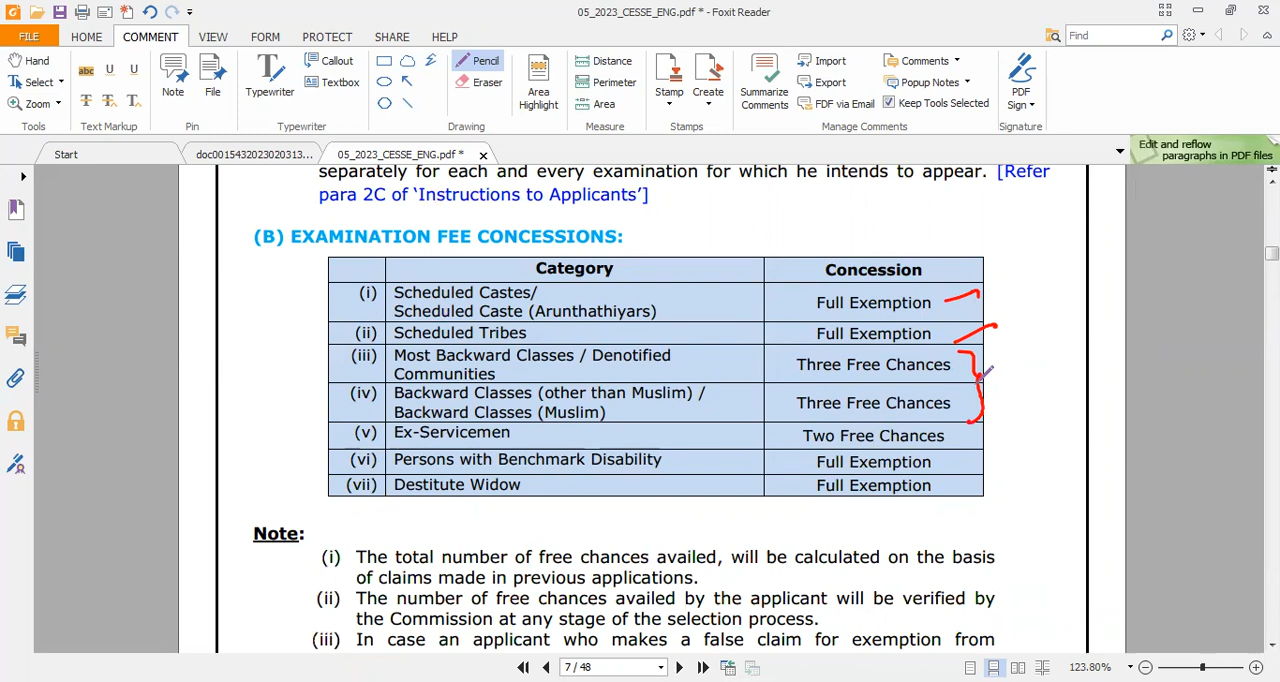 05_2023_CESSE_ENG.pdf * - Foxit Reader
FILE HOME COMMENT VIEW FORM PROTECT SHARE HELP Find
Hand
Select
Zoom
Tools
abc U U
T T T
Text Markup
Note File
Pin
Typewriter
Callout
Textbox
Typewriter
Pencil
Eraser
Drawing
Area Highlight
Distance
Perimeter
Area
Measure
Stamp Create
Stamps
Summarize Comments
Import
Export
FDF via Email
Comments
Popup Notes
Keep Tools Selected
Manage Comments
PDF Sign
Signature
Start doc0015432023020313... 05_2023_CESSE_ENG.pdf *
Edit and reflow
paragraphs in PDF files
separately for each and every examination for which he intends to appear. [Refer
para 2C of ‘Instructions to Applicants’]
(B) EXAMINATION FEE CONCESSIONS:
Category Concession
(i) Scheduled Castes/
Scheduled Caste (Arunthathiyars) Full Exemption
(ii) Scheduled Tribes Full Exemption
(iii) Most Backward Classes / Denotified
Communities Three Free Chances
(iv) Backward Classes (other than Muslim) /
Backward Classes (Muslim) Three Free Chances
(v) Ex-Servicemen Two Free Chances
(vi) Persons with Benchmark Disability Full Exemption
(vii) Destitute Widow Full Exemption
Note:
(i) The total number of free chances availed, will be calculated on the basis
of claims made in previous applications.
(ii) The number of free chances availed by the applicant will be verified by
the Commission at any stage of the selection process.
(iii) In case an applicant who makes a false claim for exemption from
7 / 48 123.80%